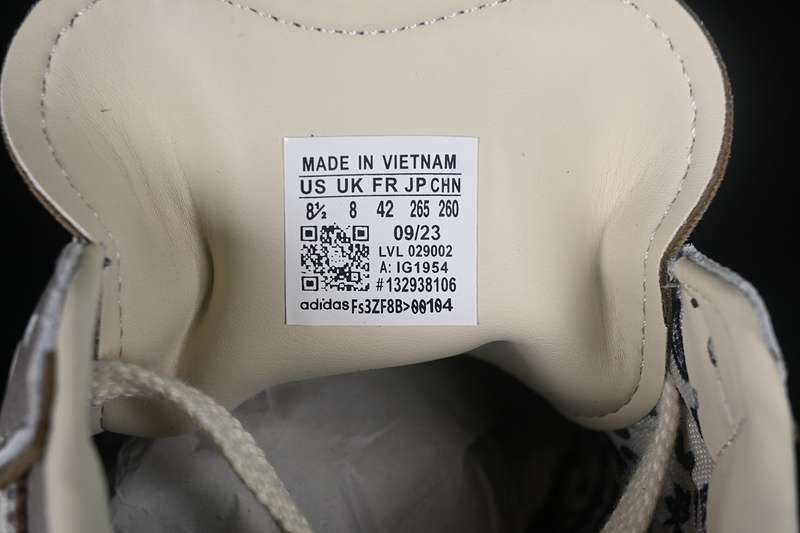 MADE IN VIETNAM
US UK FR JP CHN
8½ 8 42 265 260
09/23
LVL 029002
A: IG1954
#132938106
adidas Fs3ZF8B>00104